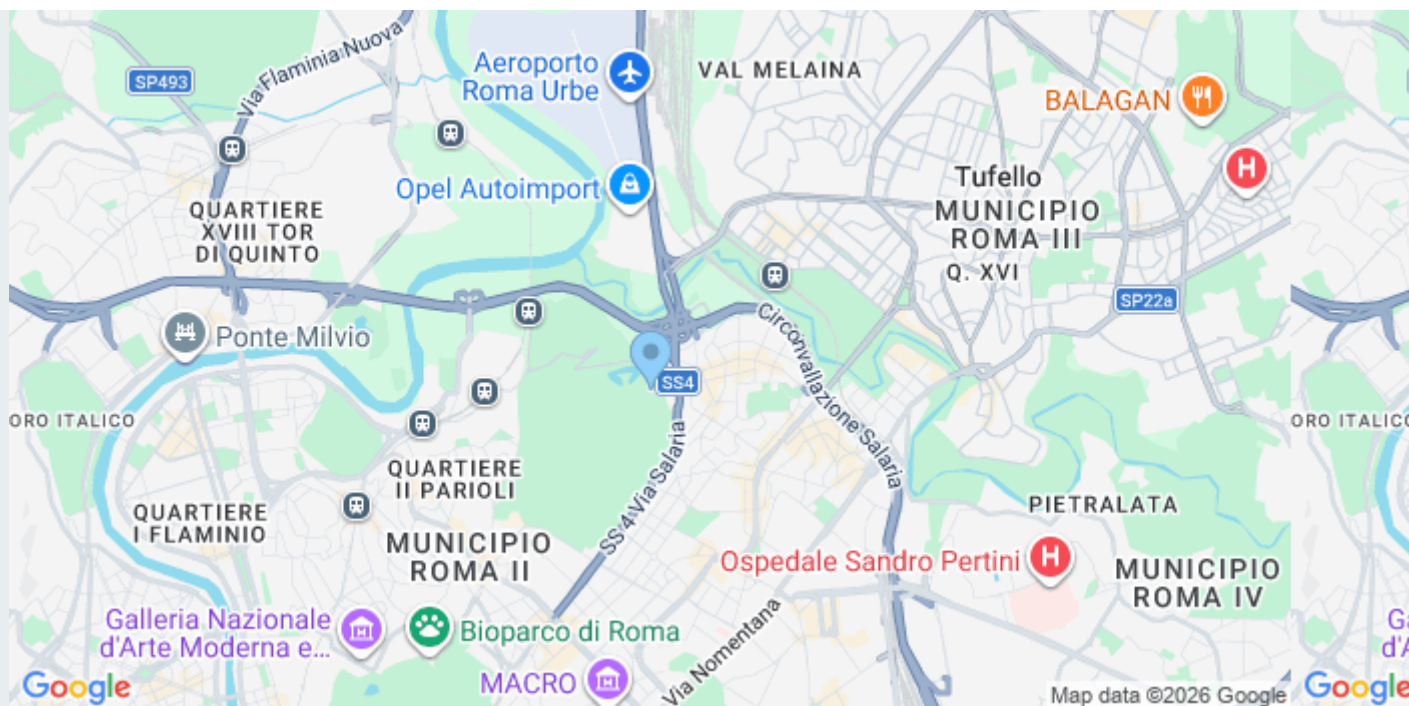 Via Flaminia Nuova
SP493
Aeroporto
Roma Urbe
VAL MELAINA
BALAGAN
H
Opel Autoimport
Tufello
MUNICIPIO
ROMA III
Q. XVI
QUARTIERE
XVIII TOR
DI QUINTO
SP22a
Ponte Milvio
Circonvallazione Salaria
SS4
ORO ITALICO
ORO ITALICO
QUARTIERE
II PARIOLI
SS4 Via Salaria
QUARTIERE
I FLAMINIO
PIETRALATA
MUNICIPIO
ROMA II
Ospedale Sandro Pertini
H
MUNICIPIO
ROMA IV
Galleria Nazionale
d'Arte Moderna e...
Bioparco di Roma
Via Nomentana
MACRO
Ga
d'A
Google
Map data ©2026 Google
Google